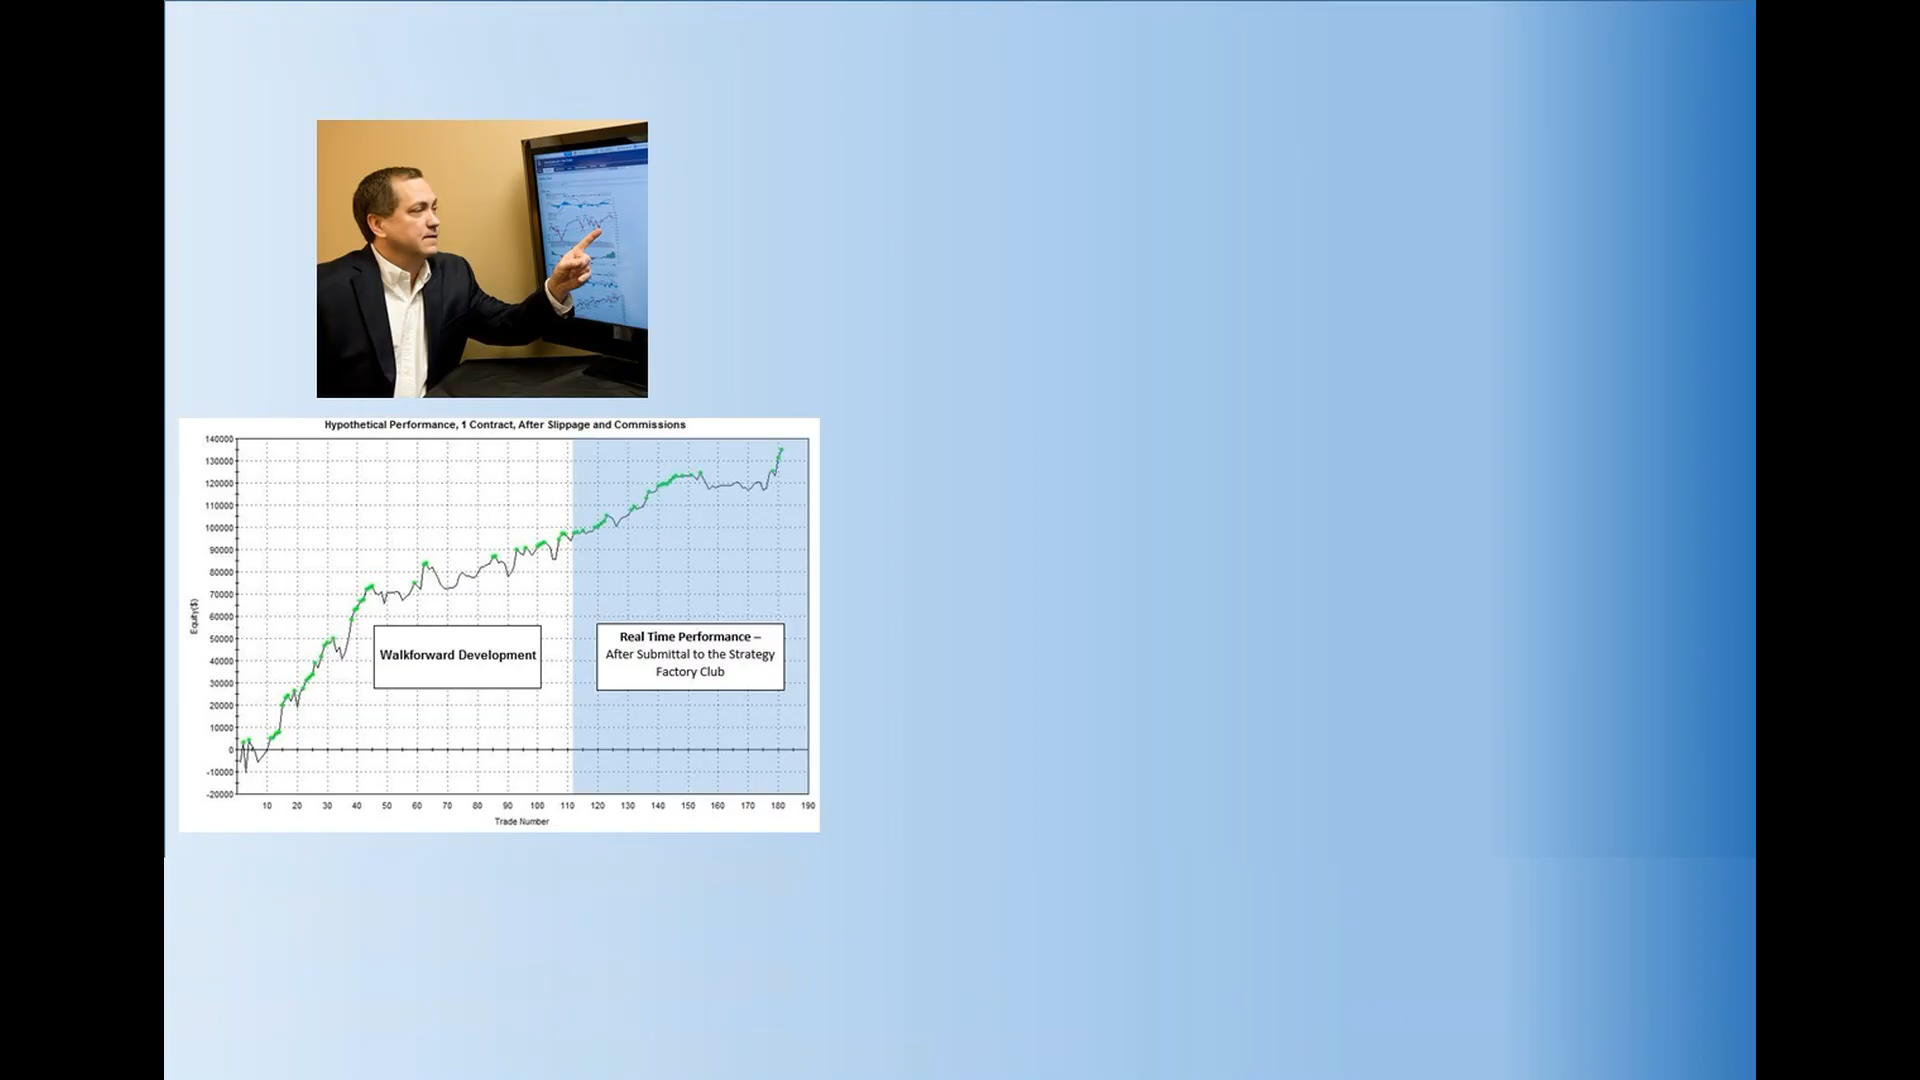 Hypothetical Performance, 1 Contract, After Slippage and Commissions
140000
130000
120000
110000
100000
90000
80000
70000
60000
50000
40000
30000
20000
10000
0
-10000
-20000
Equity($)
Walkforward Development
Real Time Performance –
After Submittal to the Strategy
Factory Club
10 20 30 40 50 60 70 80 90 100 110 120 130 140 150 160 170 180 190
Trade Number